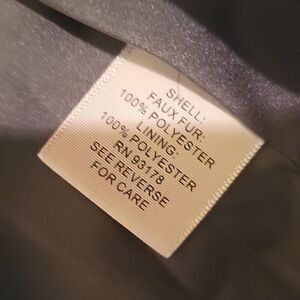 SHELL:
FAUX FUR:
100% POLYESTER
LINING:
100% POLYESTER
RN 93178
SEE REVERSE
FOR CARE